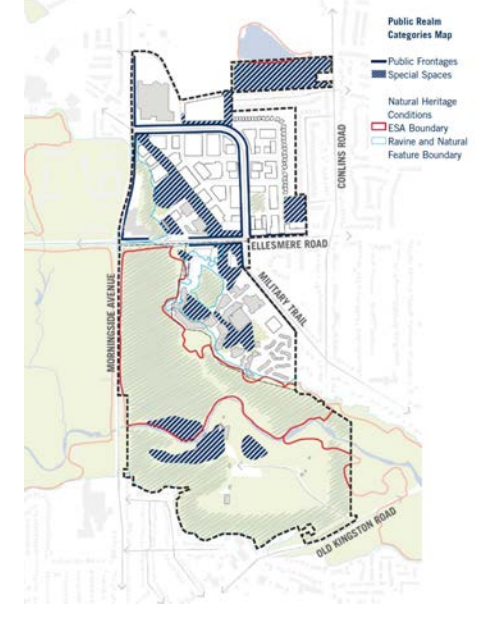 Public Realm
Categories Map
Public Frontages
Special Spaces
Natural Heritage
Conditions
ESA Boundary
Ravine and Natural
Feature Boundary
CONLINS ROAD
ELLESMERE ROAD
MILITARY TRAIL
MORNINGSIDE AVENUE
OLD KINGSTON ROAD